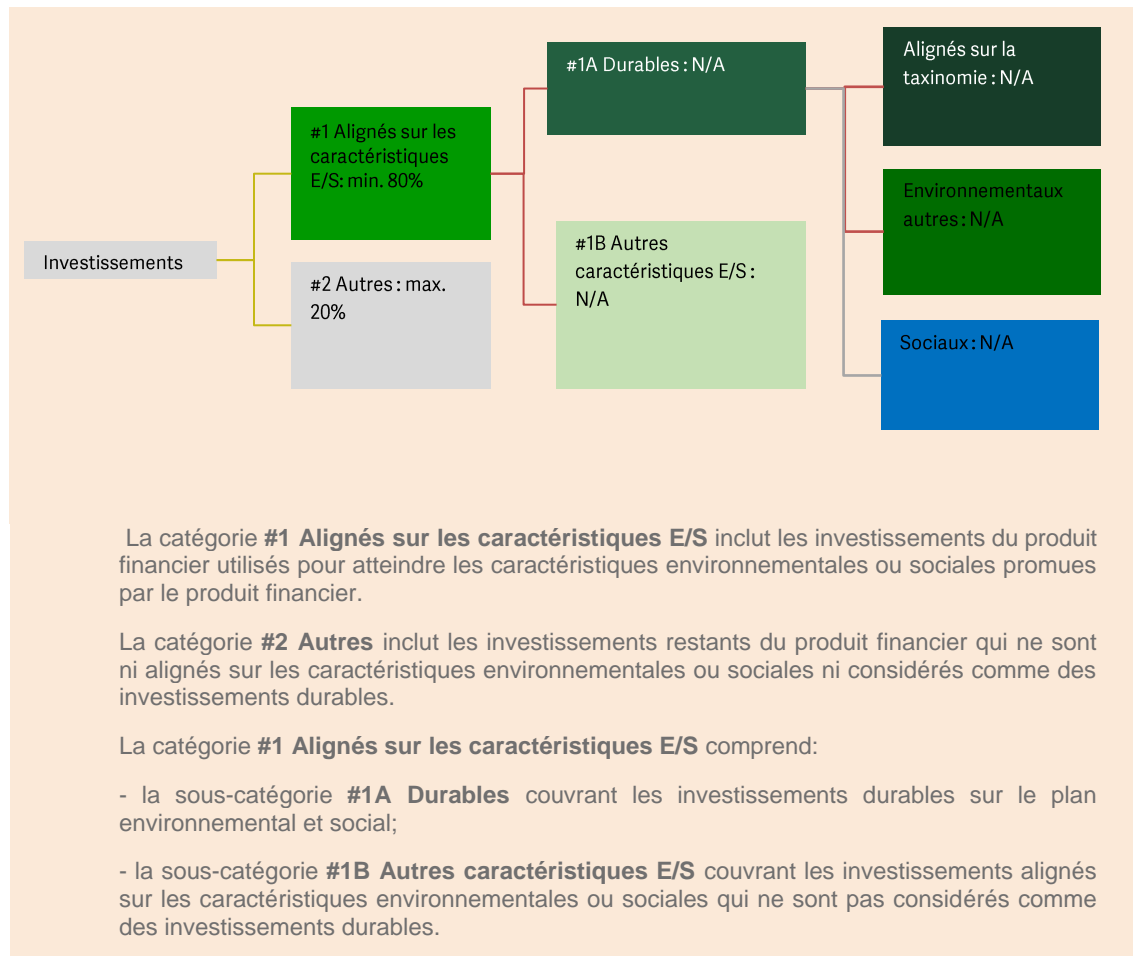 Investissements
#1 Alignés sur les
caractéristiques
E/S: min. 80%
#2 Autres : max.
20%
#1A Durables : N/A
#1B Autres
caractéristiques E/S :
N/A
Alignés sur la
taxinomie : N/A
Environnementaux
autres : N/A
Sociaux : N/A
La catégorie #1 Alignés sur les caractéristiques E/S inclut les investissements du produit
financier utilisés pour atteindre les caractéristiques environnementales ou sociales promues
par le produit financier.
La catégorie #2 Autres inclut les investissements restants du produit financier qui ne sont
ni alignés sur les caractéristiques environnementales ou sociales ni considérés comme des
investissements durables.
La catégorie #1 Alignés sur les caractéristiques E/S comprend:
- la sous-catégorie #1A Durables couvrant les investissements durables sur le plan
environnemental et social;
- la sous-catégorie #1B Autres caractéristiques E/S couvrant les investissements alignés
sur les caractéristiques environnementales ou sociales qui ne sont pas considérés comme
des investissements durables.